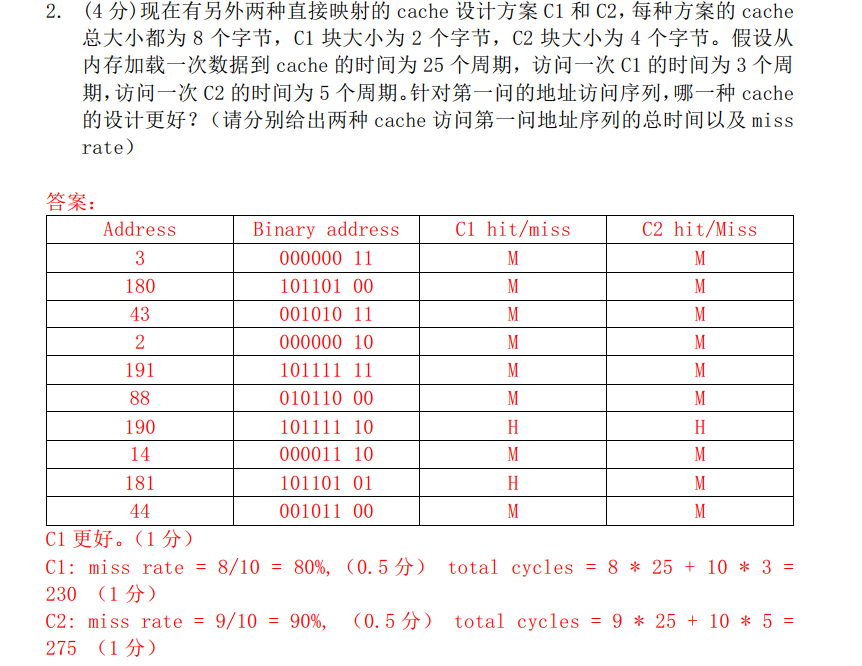 2. (4 分)现在有另外两种直接映射的 cache 设计方案 C1 和 C2，每种方案的 cache
总大小都为 8 个字节，C1 块大小为 2 个字节，C2 块大小为 4 个字节。假设从
内存加载一次数据到 cache 的时间为 25 个周期，访问一次 C1 的时间为 3 个周
期，访问一次 C2 的时间为 5 个周期。针对第一问的地址访问序列，哪一种 cache
的设计更好？（请分别给出两种 cache 访问第一问地址序列的总时间以及 miss
rate）
答案：
Address Binary address C1 hit/miss C2 hit/Miss
3 000000 11 M M
180 101101 00 M M
43 001010 11 M M
2 000000 10 M M
191 101111 11 M M
88 010110 00 M M
190 101111 10 H H
14 000011 10 M M
181 101101 01 H M
44 001011 00 M M
C1 更好。（1 分）
C1: miss rate = 8/10 = 80%,（0.5 分） total cycles = 8 * 25 + 10 * 3 =
230 （1 分）
C2: miss rate = 9/10 = 90%, （0.5 分） total cycles = 9 * 25 + 10 * 5 =
275 （1 分）